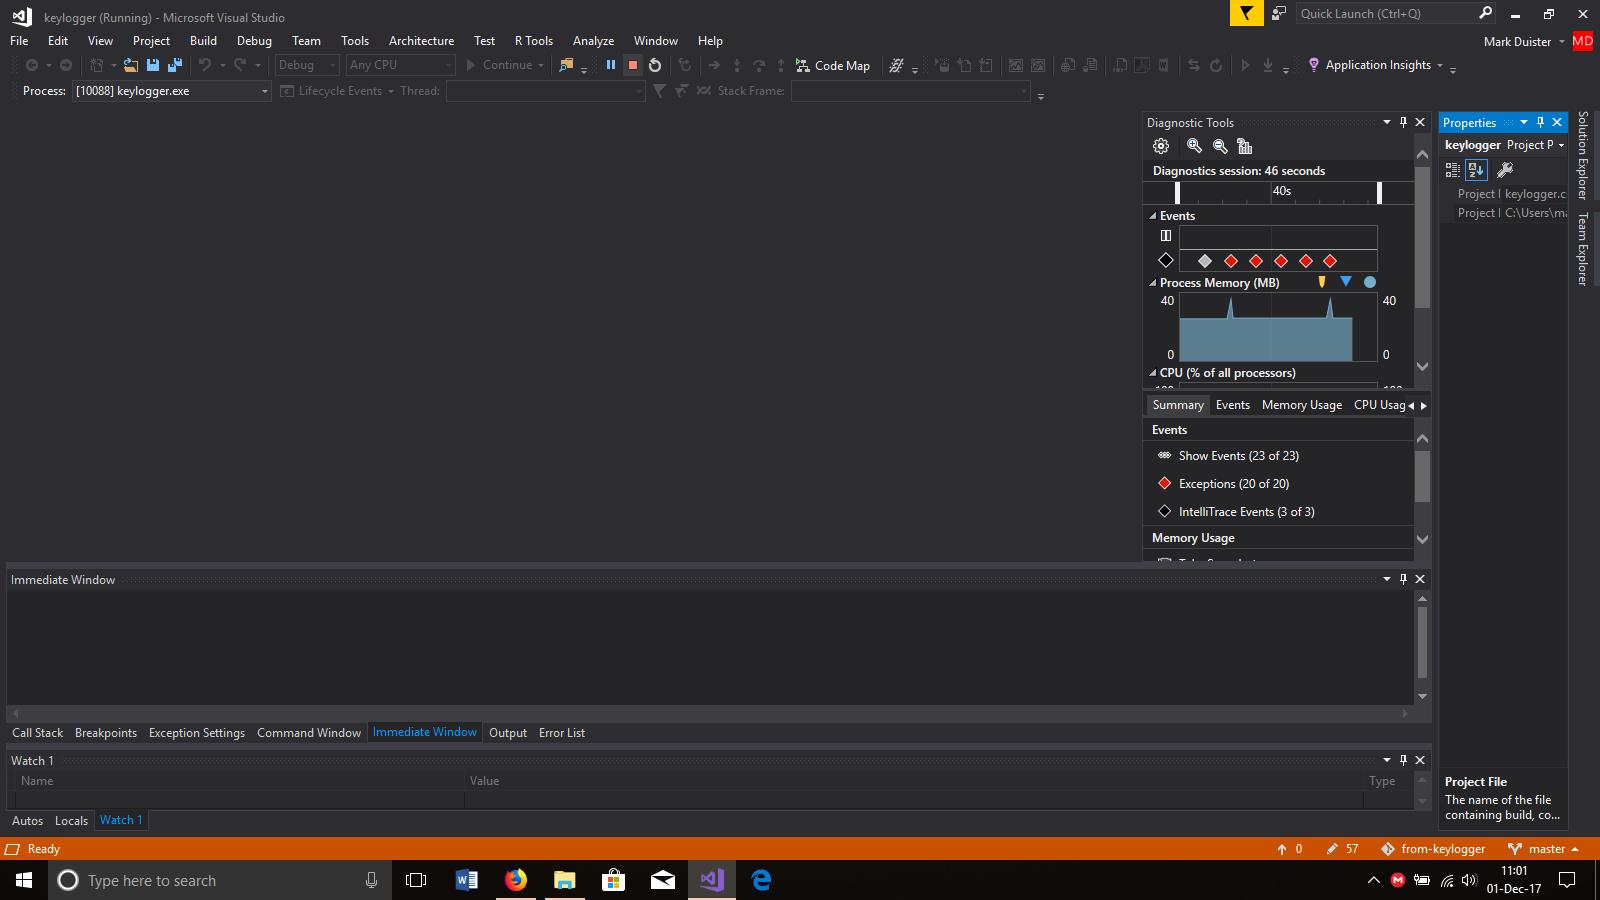 keylogger (Running) - Microsoft Visual Studio
Quick Launch (Ctrl+Q)
File Edit View Project Build Debug Team Tools Architecture Test R Tools Analyze Window Help
Mark Duister MD
Debug Any CPU Continue Code Map Application Insights
Process: [10088] keylogger.exe Lifecycle Events Thread: Stack Frame:
Diagnostic Tools
Diagnostics session: 46 seconds
40s
Events
Process Memory (MB)
40 40
0 0
CPU (% of all processors)
Summary Events Memory Usage CPU Usag
Events
Show Events (23 of 23)
Exceptions (20 of 20)
IntelliTrace Events (3 of 3)
Memory Usage
Properties
keylogger Project P
Project keylogger.c
Project C:\Users\ma
Solution Explorer
Team Explorer
Project File
The name of the file
containing build, co...
Immediate Window
Call Stack Breakpoints Exception Settings Command Window Immediate Window Output Error List
Watch 1
Name Value Type
Autos Locals Watch 1
Ready 0 57 from-keylogger master
Type here to search
11:01
01-Dec-17